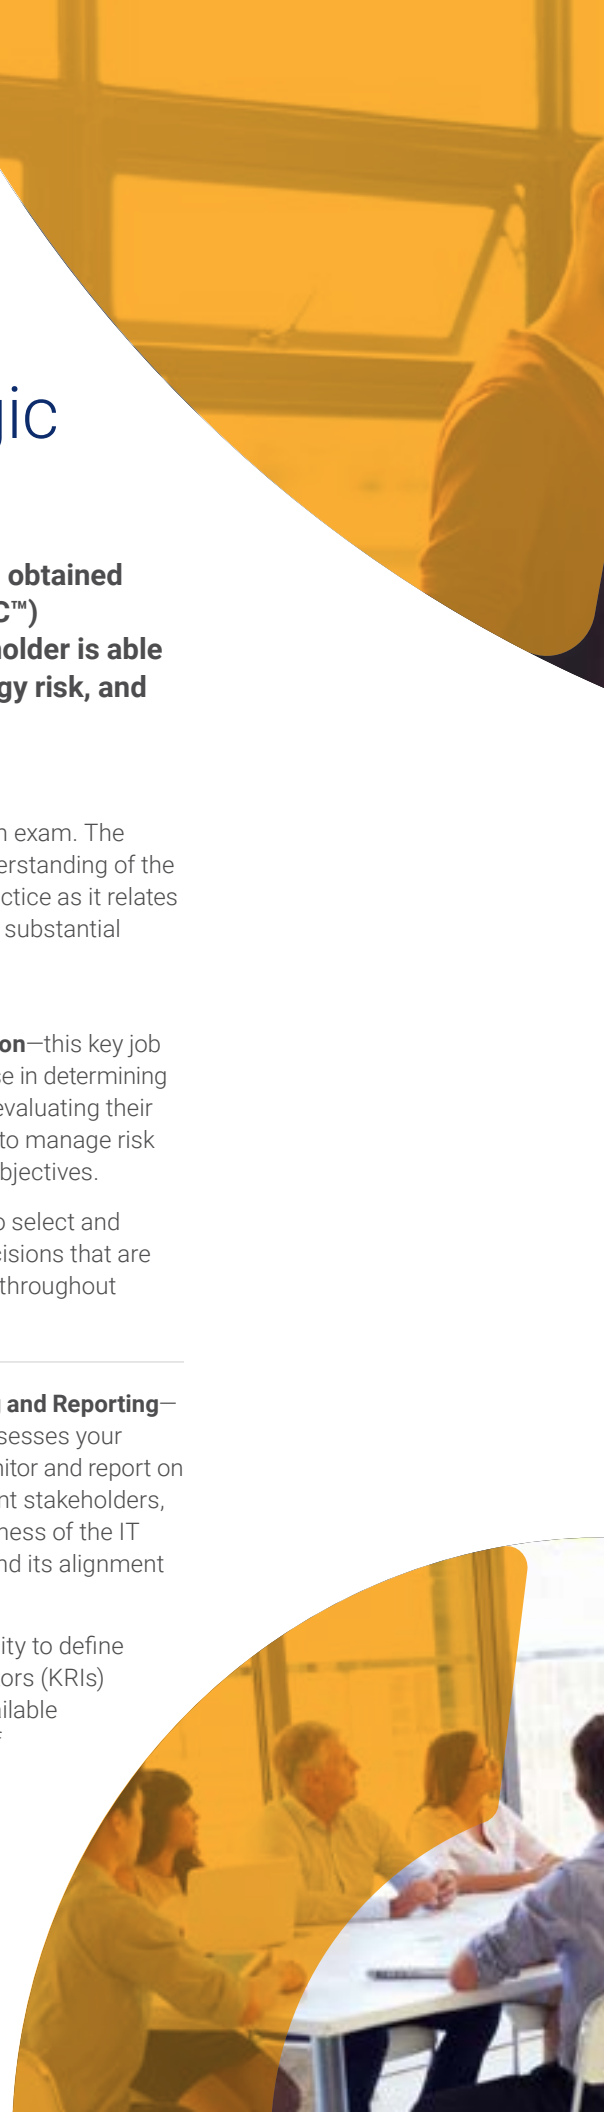 gic
obtained
C™)
older is able
gy risk, and
n exam. The
erstanding of the
ctice as it relates
substantial
on—this key job
e in determining
evaluating their
to manage risk
bjectives.
o select and
cisions that are
throughout
and Reporting—
sesses your
nitor and report on
nt stakeholders,
ness of the IT
nd its alignment
ity to define
ors (KRIs)
ilable